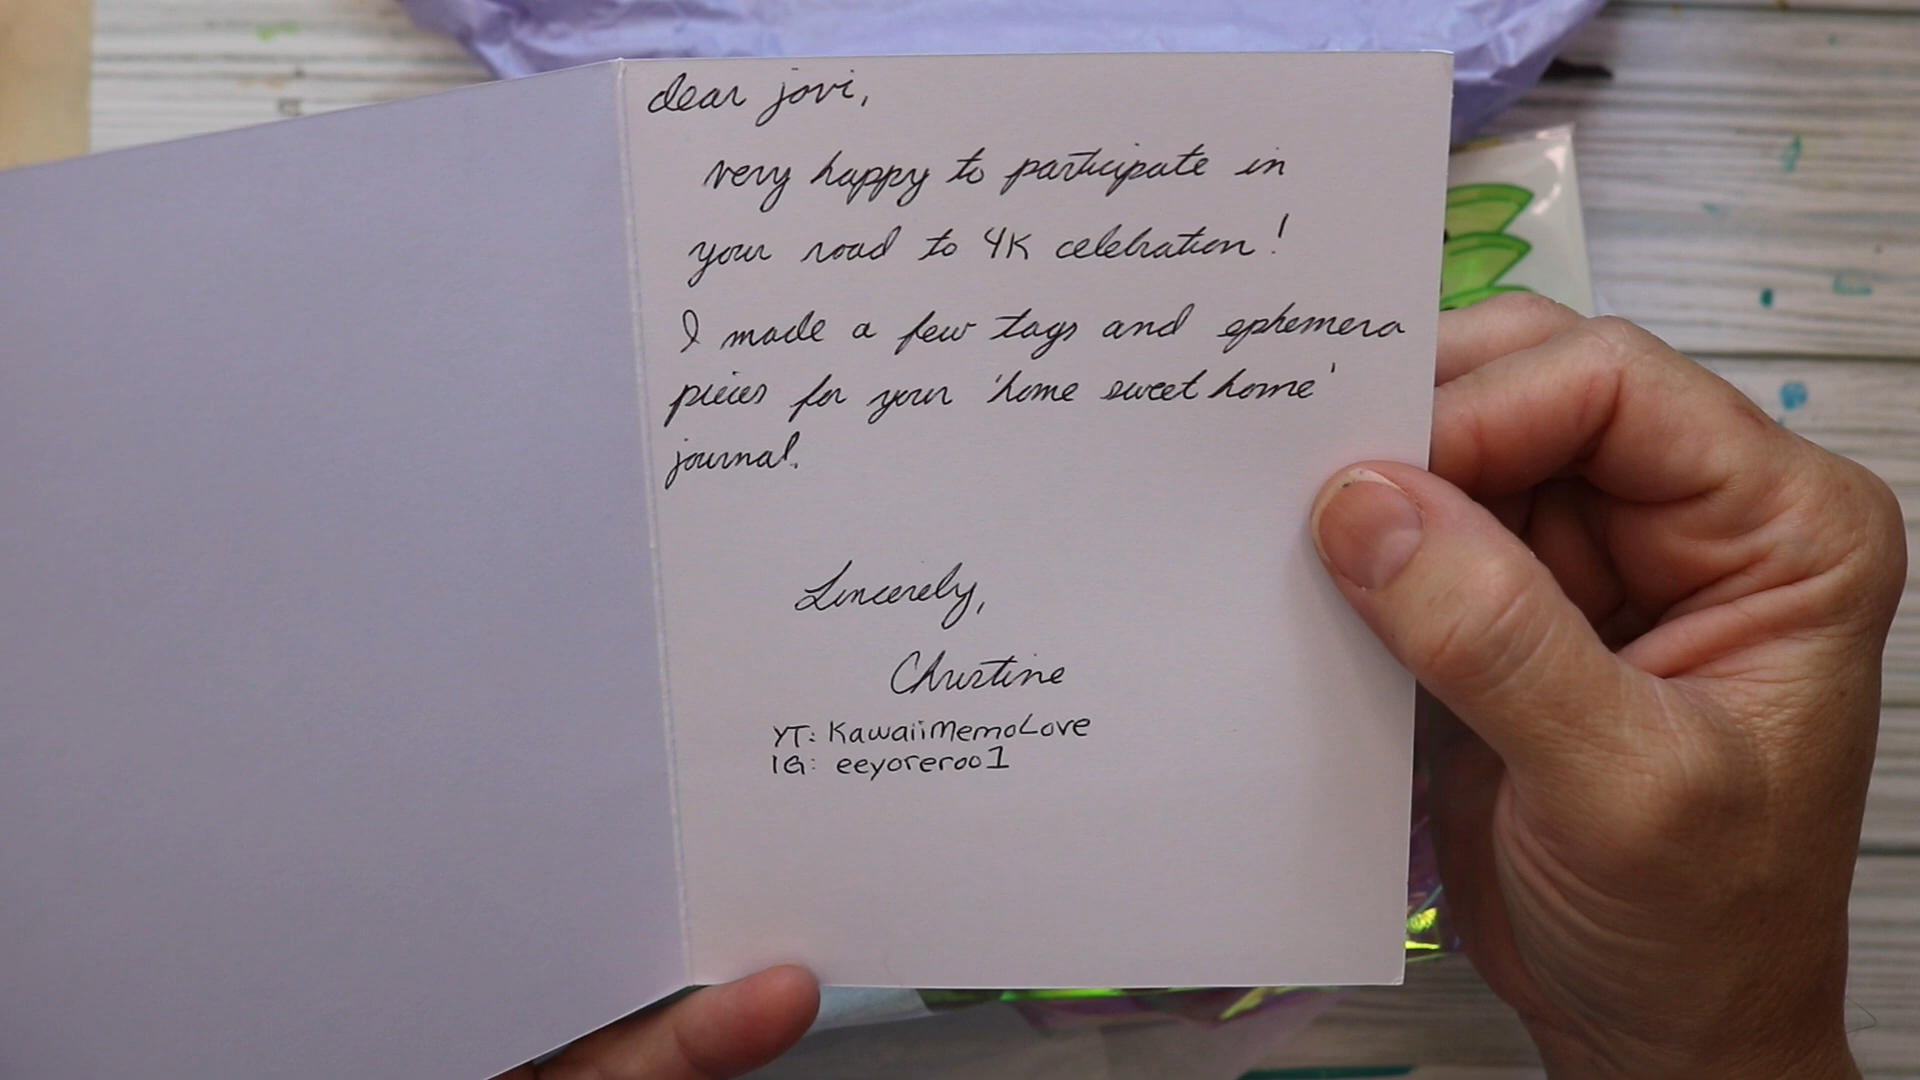 dear jovi,
very happy to participate in
your road to 4K celebration!
I made a few tags and ephemera
pieces for your 'home sweet home'
journal.
Sincerely,
Christine
YT: KawaiiMemoLove
IG: eeyoreroo1